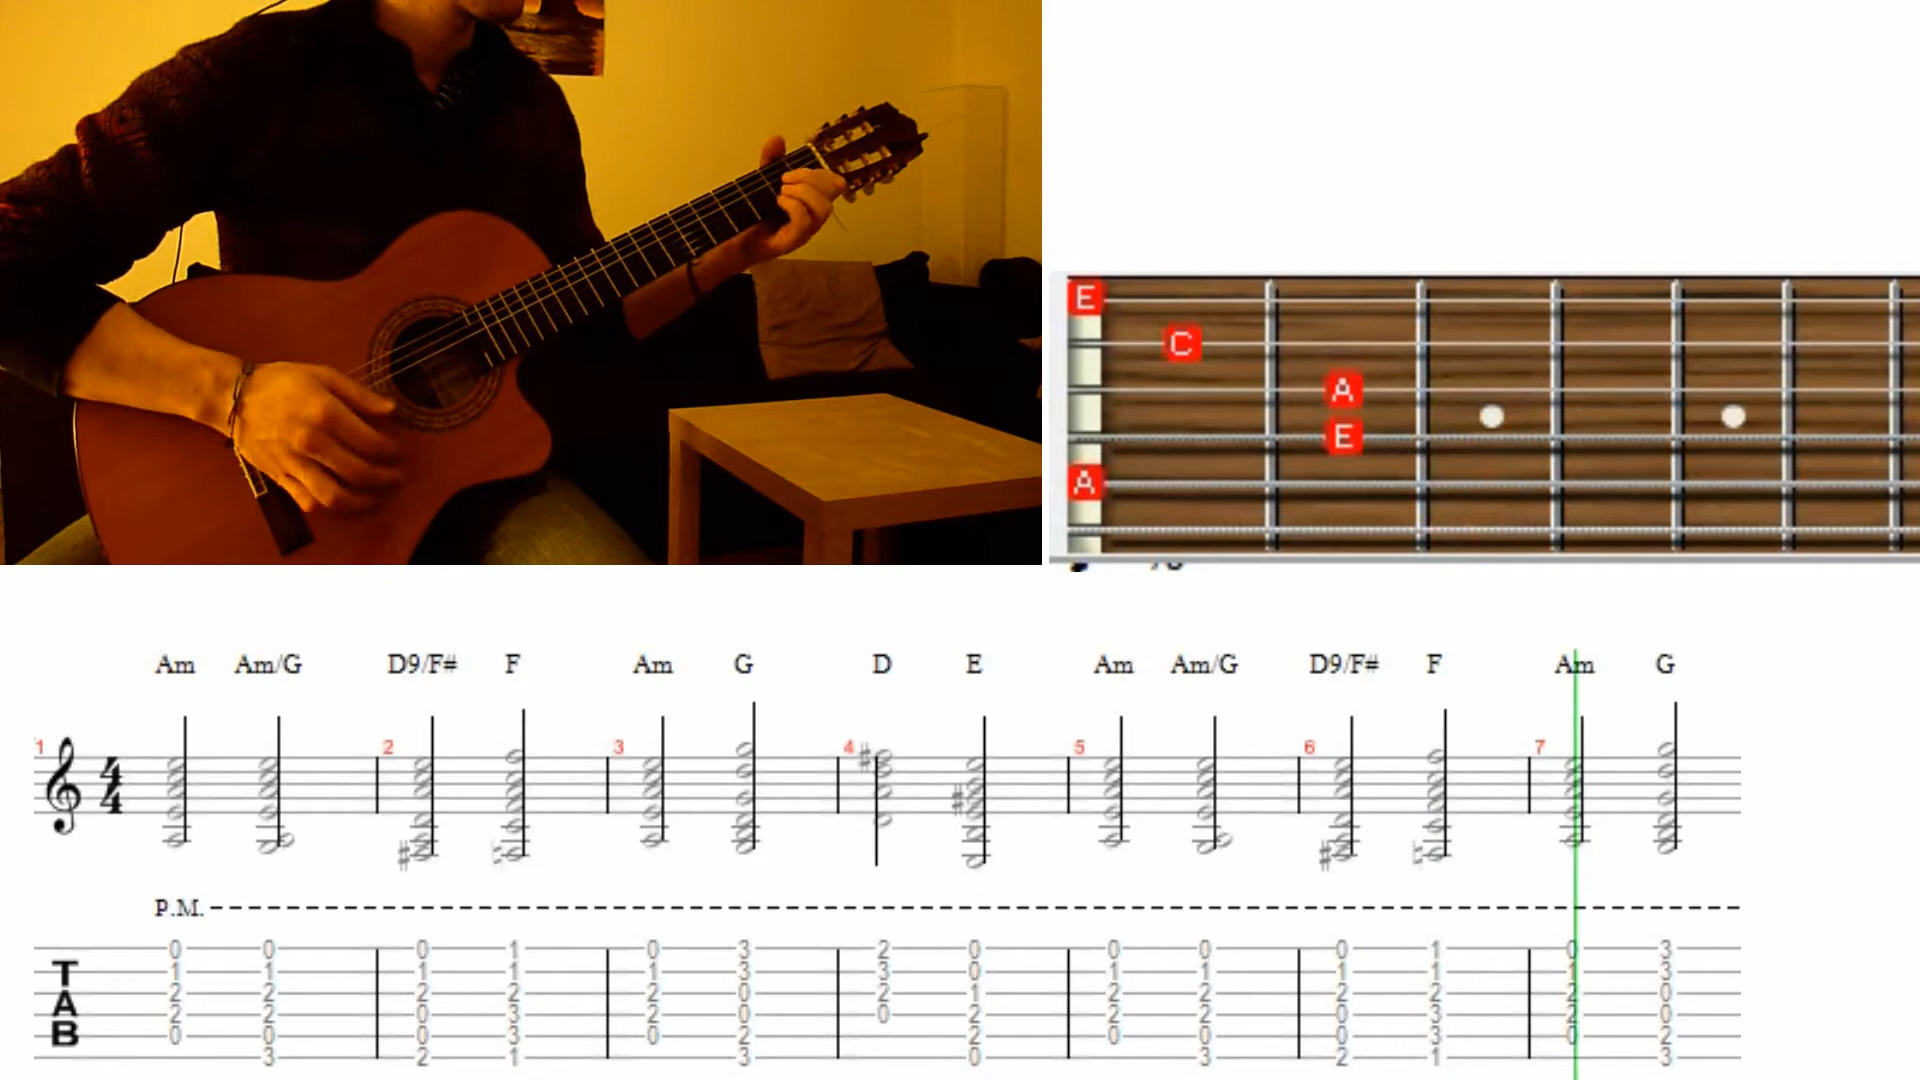 E
C
A
E
A
Am Am/G D9/F# F Am G D E Am Am/G D9/F# F Am G
1 2 3 4 5 6 7
4
4
P.M.
T 0 0 0 1 0 3 2 0 0 0 0 1 0 3
1 1 1 1 1 3 3 0 1 1 1 1 1 3
A 2 2 2 2 2 0 2 1 2 2 2 2 2 0
2 2 0 3 2 0 0 2 2 2 0 3 2 0
B 0 0 0 3 0 2 2 0 0 0 3 0 2
3 2 1 3 0 3 2 1 3